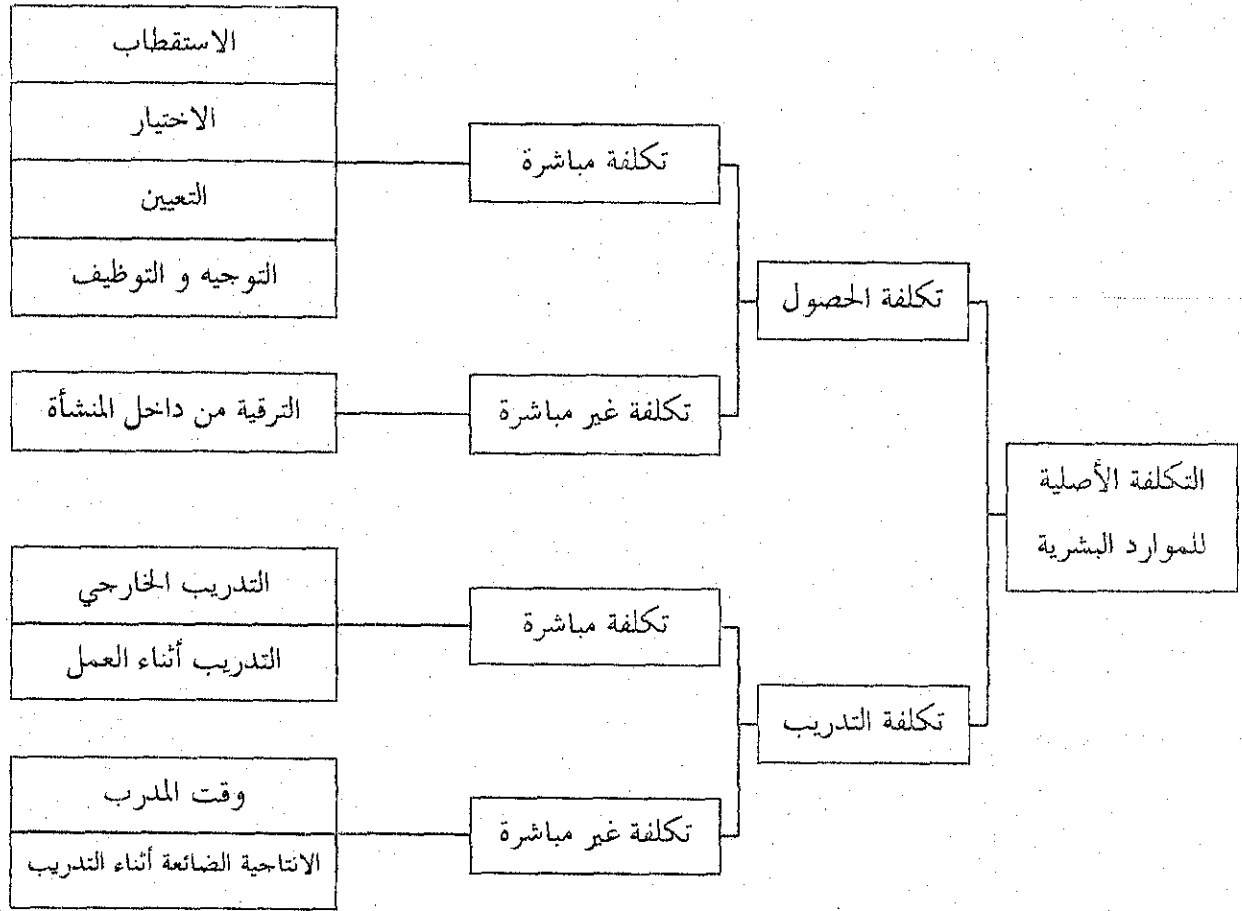 التكلفة الأصلية
للموارد البشرية
تكلفة الحصول
تكلفة مباشرة
الاستقطاب
الاختيار
التعيين
التوجيه و التوظيف
تكلفة غير مباشرة
الترقية من داخل المنشأة
تكلفة التدريب
تكلفة مباشرة
التدريب الخارجي
التدريب أثناء العمل
تكلفة غير مباشرة
وقت المدرب
الانتاجية الضائعة أثناء التدريب